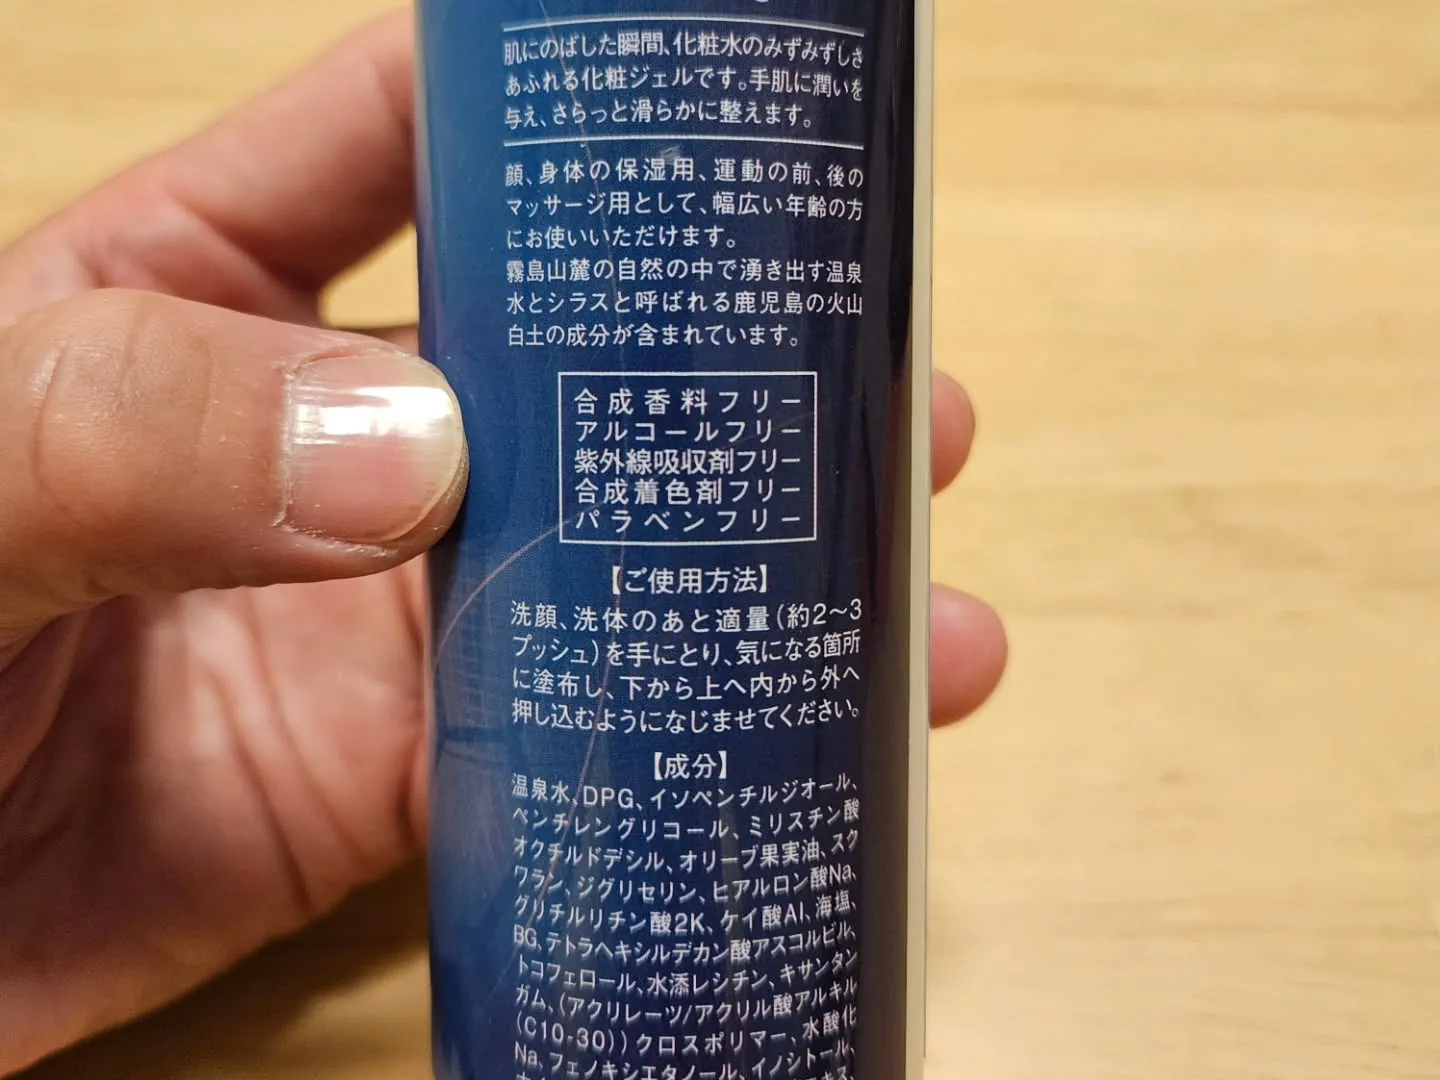 肌にのばした瞬間、化粧水のみずみずしさ
あふれる化粧ジェルです。手肌に潤いを
与え、さらっと滑らかに整えます。
顔、身体の保湿用、運動の前、後の
マッサージ用として、幅広い年齢の方
にお使いいただけます。
霧島山麓の自然の中で湧き出す温泉
水とシラスと呼ばれる鹿児島の火山
白土の成分が含まれています。
合成香料フリー
アルコールフリー
紫外線吸収剤フリー
合成着色剤フリー
パラベンフリー
【ご使用方法】
洗顔、洗体のあと適量(約2〜3
プッシュ)を手にとり、気になる箇所
に塗布し、下から上へ内から外へ
押し込むようになじませてください。
【成分】
温泉水、DPG、イソペンチルジオール、
ペンチレングリコール、ミリスチン酸
オクチルドデシル、オリーブ果実油、スク
ワラン、ジグリセリン、ヒアルロン酸Na、
グリチルリチン酸2K、ケイ酸Al、海塩、
BG、テトラヘキシルデカン酸アスコルビル、
トコフェロール、水添レシチン、キサンタン
ガム、(アクリレーツ/アクリル酸アルキル
(C10-30))クロスポリマー、水酸化
Na、フェノキシエタノール、イノシトール、